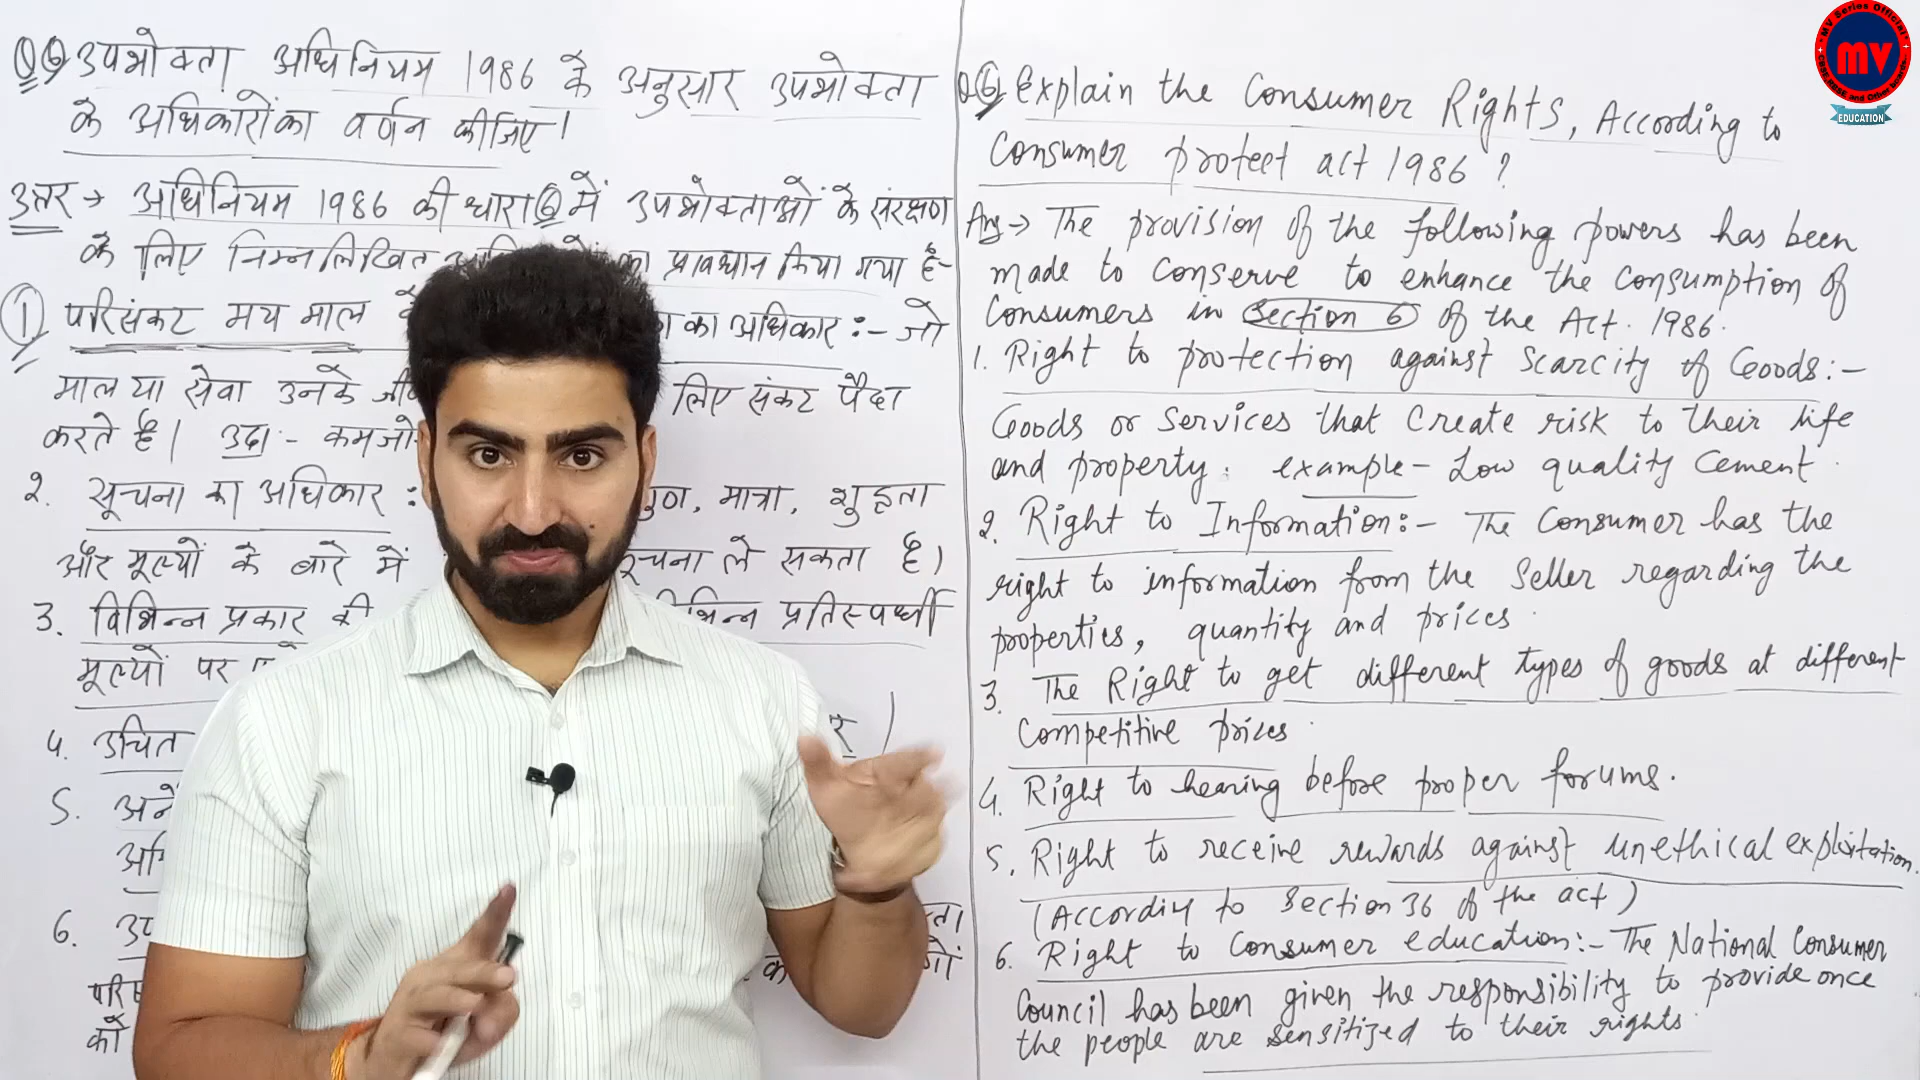 Q6 उपभोक्ता अधिनियम 1986 के अनुसार उपभोक्ता
के अधिकारों का वर्णन कीजिए।
उत्तर → अधिनियम 1986 की धारा 6 में उपभोक्ताओं के संरक्षण
के लिए निम्नलिखित का प्रावधान किया गया है-
1 परिसंकट मय माल का अधिकार :- जो
माल या सेवा उनके लिए संकट पैदा
करते है। उदा:-
2. सूचना का अधिकार : मात्रा, शुद्धता
और मूल्यों के बारे में सूचना ले सकता है।
3. विभिन्न प्रकार की विभिन्न प्रतिस्पर्धी
मूल्यों पर
4. उचित
5.
6.
को
Q6 Explain the Consumer Rights, According to
Consumer protect act 1986 ?
Ans → The provision of the following powers has been
made to conserve to enhance the consumption of
Consumers in Section 6 of the Act. 1986.
1. Right to protection against scarcity of Goods:-
Goods or services that create risk to their life
and property. example - Low quality cement.
2. Right to Information:- The Consumer has the
right to information from the seller regarding the
properties, quantity and prices.
3. The Right to get different types of goods at different
Competitive prices.
4. Right to hearing before proper forums.
5. Right to receive rewards against unethical exploitation.
(According to Section 36 of the act)
6. Right to Consumer education:- The National Consumer
Council has been given the responsibility to provide once
the people are sensitized to their rights.
MV Series Official
MV
CBSE, HBSE and Other Boards
EDUCATION